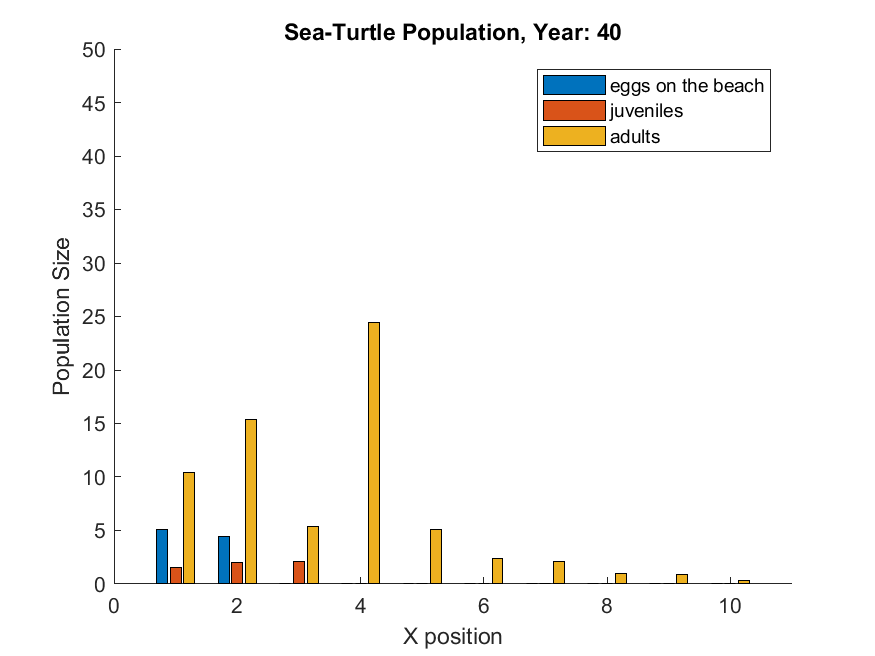 Sea-Turtle Population, Year: 40
50
45
40
35
30
25
20
15
10
5
0
Population Size
eggs on the beach
juveniles
adults
0 2 4 6 8 10
X position